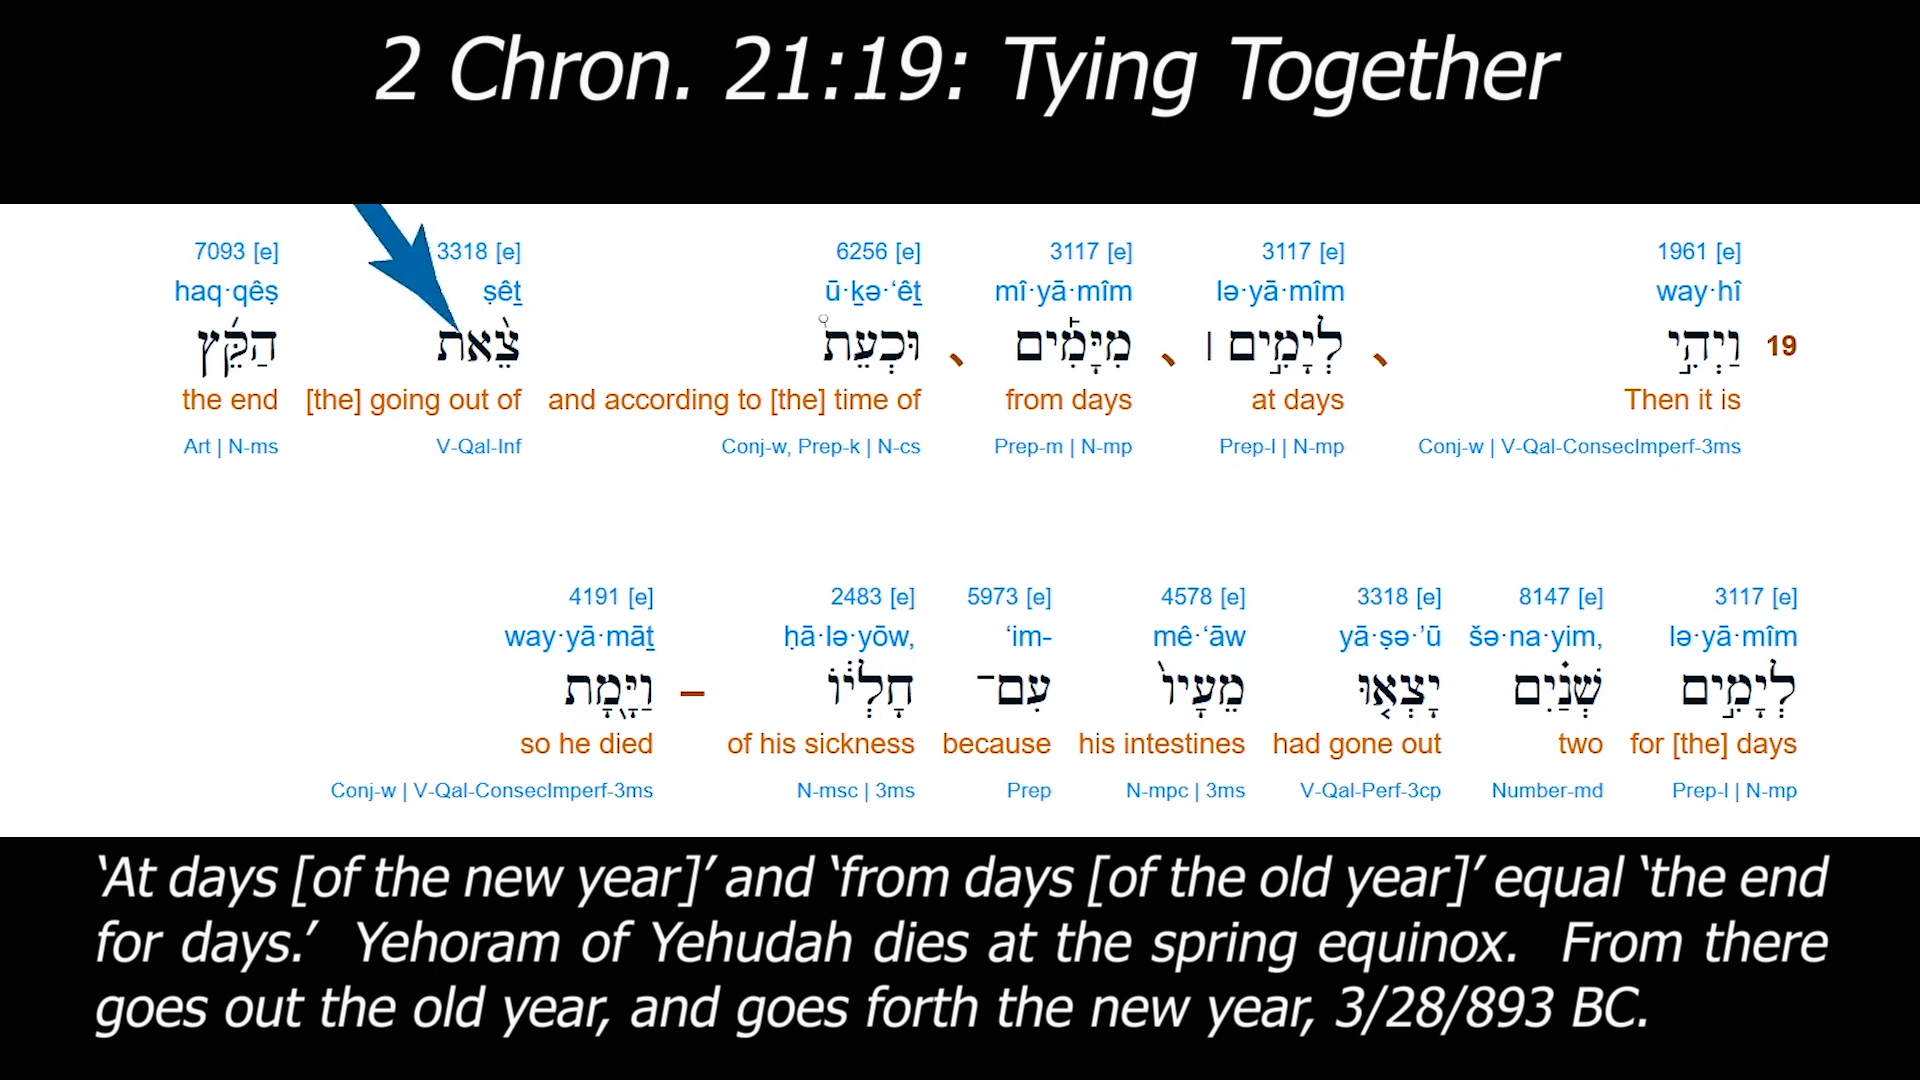 2 Chron. 21:19: Tying Together
7093 [e] 3318 [e] 6256 [e] 3117 [e] 3117 [e] 1961 [e]
haq·qêṣ ṣêṯ ū·ḵə·‘êṯ mî·yā·mîm lə·yā·mîm way·hî
19 וַיְהִ֣י 、 לְיָמִ֣ים ׀ 、 מִיָּמִ֡ים 、 וּכְעֵת֩ צֵ֨את הַקֵּ֜ץ
the end [the] going out of and according to [the] time of from days at days Then it is
Art | N-ms V-Qal-Inf Conj-w, Prep-k | N-cs Prep-m | N-mp Prep-l | N-mp Conj-w | V-Qal-ConsecImperf-3ms
4191 [e] 2483 [e] 5973 [e] 4578 [e] 3318 [e] 8147 [e] 3117 [e]
way·yā·māṯ ḥā·lə·yōw, ‘im- mê·‘āw yā·ṣə·’ū šə·na·yim, lə·yā·mîm
לְיָמִ֣ים שְׁנַ֗יִם יָצְא֤וּ מֵעָיו֙ עִם־ חָלְי֔וֹ – וַיָּ֖מָת
so he died of his sickness because his intestines had gone out two for [the] days
Conj-w | V-Qal-ConsecImperf-3ms N-msc | 3ms Prep N-mpc | 3ms V-Qal-Perf-3cp Number-md Prep-l | N-mp
‘At days [of the new year]’ and ‘from days [of the old year]’ equal ‘the end
for days.’ Yehoram of Yehudah dies at the spring equinox. From there
goes out the old year, and goes forth the new year, 3/28/893 BC.